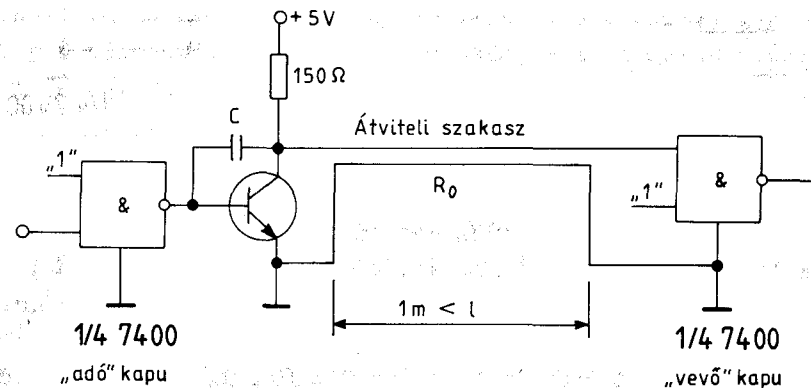 + 5V
150 Ω
C
Átviteli szakasz
„1"
&
R₀
&
„1"
1m < l
1/4 7400
„adó" kapu
1/4 7400
„vevő" kapu